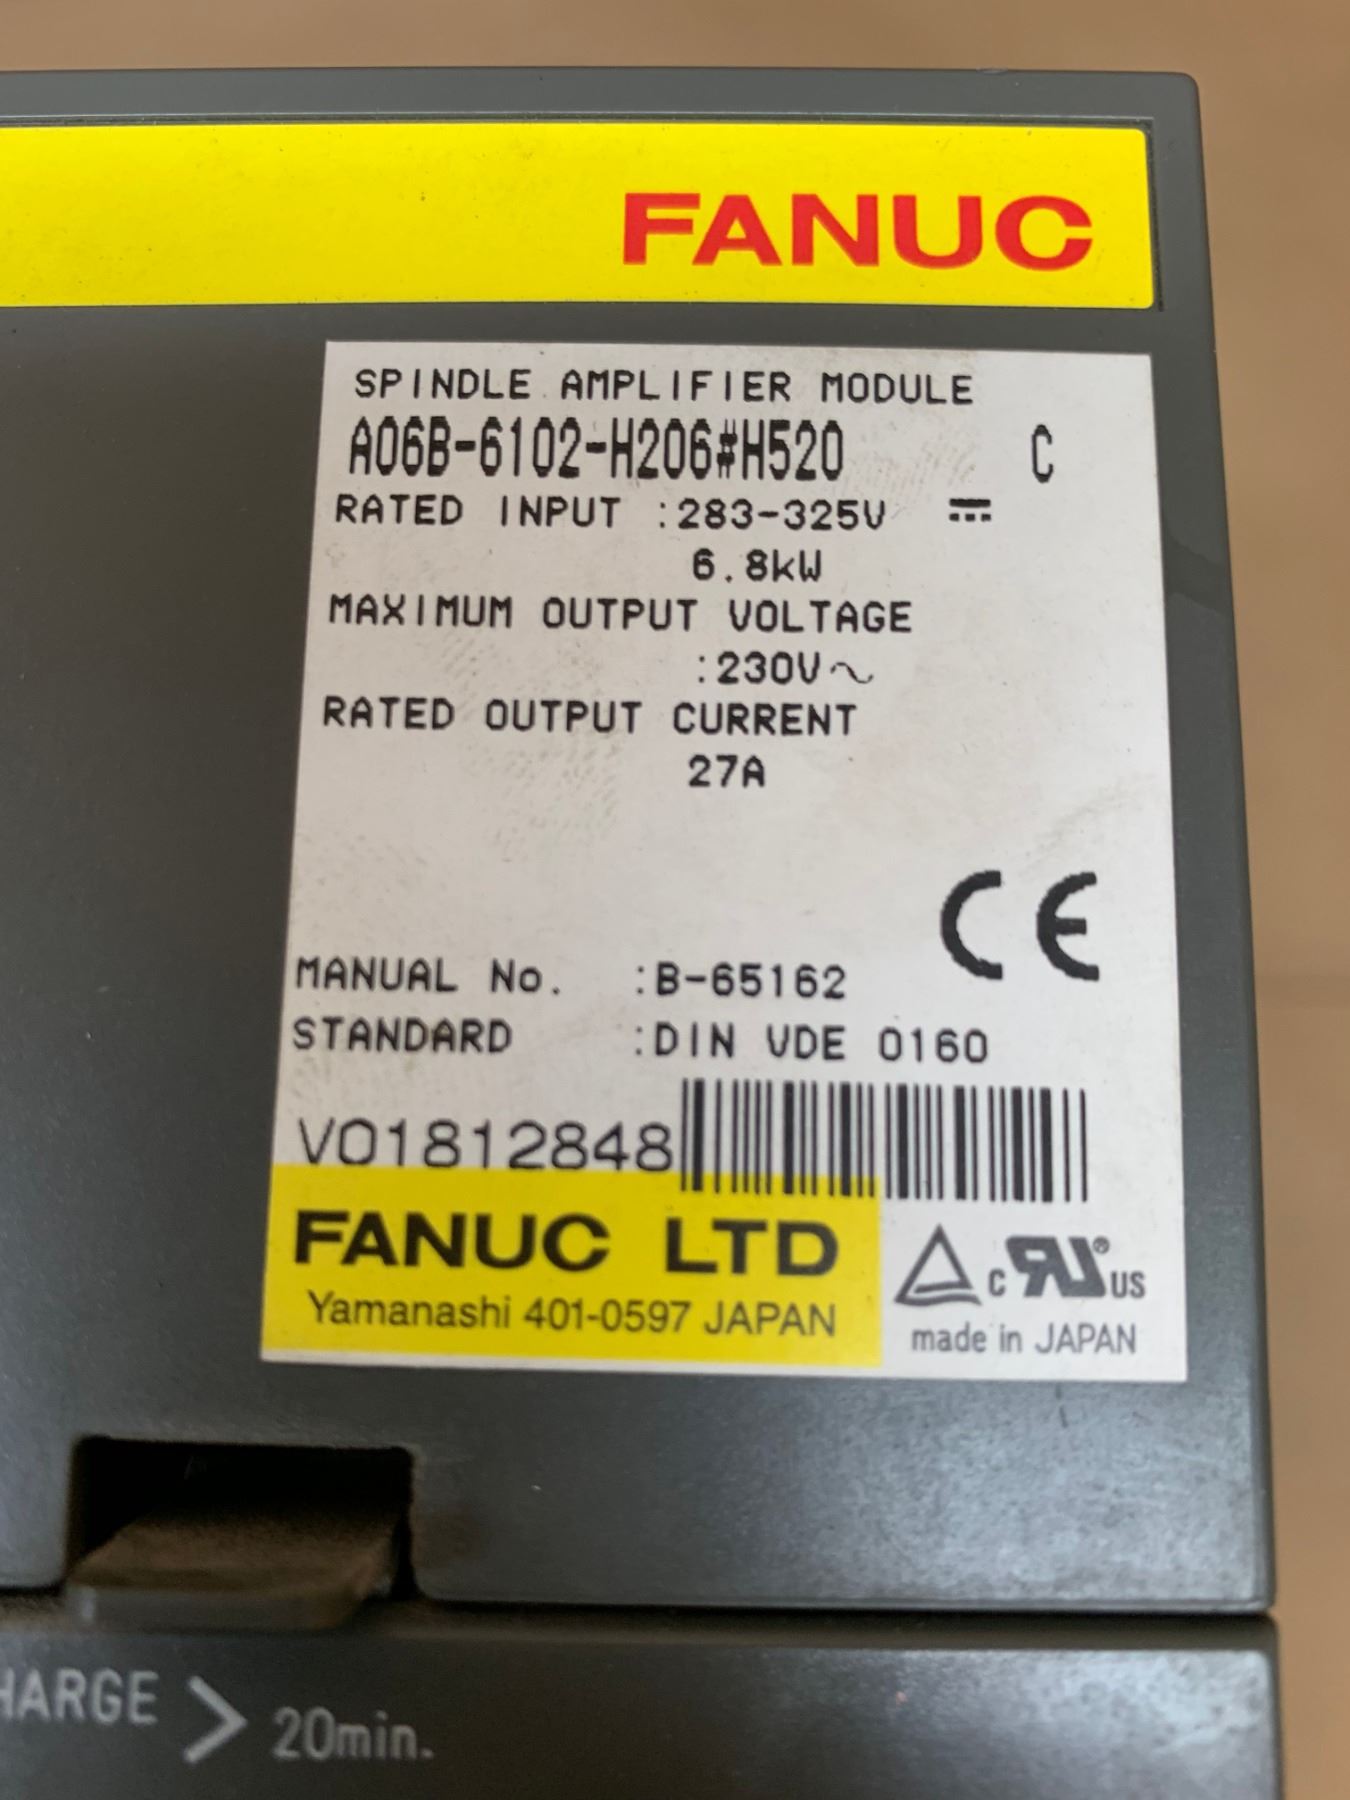 FANUC
SPINDLE AMPLIFIER MODULE
A06B-6102-H206#H520 C
RATED INPUT :283-325V ⎓
6.8kW
MAXIMUM OUTPUT VOLTAGE
:230V~
RATED OUTPUT CURRENT
27A
CE
MANUAL No. :B-65162
STANDARD :DIN VDE 0160
V01812848
FANUC LTD
Yamanashi 401-0597 JAPAN
c RU® US
made in JAPAN
HARGE > 20min.